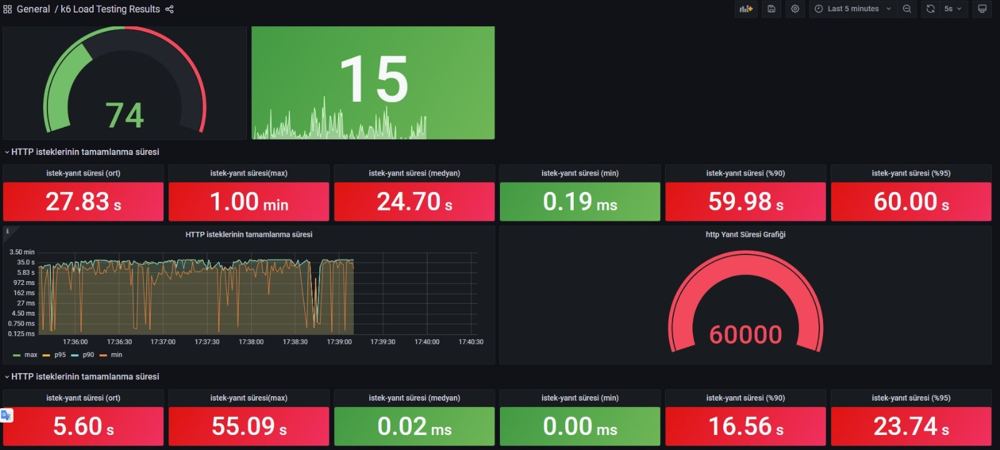 General / k6 Load Testing Results
Last 5 minutes
5s
74
15
HTTP isteklerinin tamamlanma süresi
istek-yanıt süresi (ort)
27.83 s
istek-yanıt süresi(max)
1.00 min
istek-yanıt süresi (medyan)
24.70 s
istek-yanıt süresi (min)
0.19 ms
istek-yanıt süresi (%90)
59.98 s
istek-yanıt süresi (%95)
60.00 s
HTTP isteklerinin tamamlanma süresi
3.50 min
35.0 s
5.83 s
972 ms
162 ms
27 ms
4.50 ms
0.750 ms
0.125 ms
17:36:00 17:36:30 17:37:00 17:37:30 17:38:00 17:38:30 17:39:00 17:39:30 17:40:00 17:40:30
max p95 p90 min
http Yanıt Süresi Grafiği
60000
HTTP isteklerinin tamamlanma süresi
istek-yanıt süresi (ort)
5.60 s
istek-yanıt süresi(max)
55.09 s
istek-yanıt süresi (medyan)
0.02 ms
istek-yanıt süresi (min)
0.00 ms
istek-yanıt süresi (%90)
16.56 s
istek-yanıt süresi (%95)
23.74 s